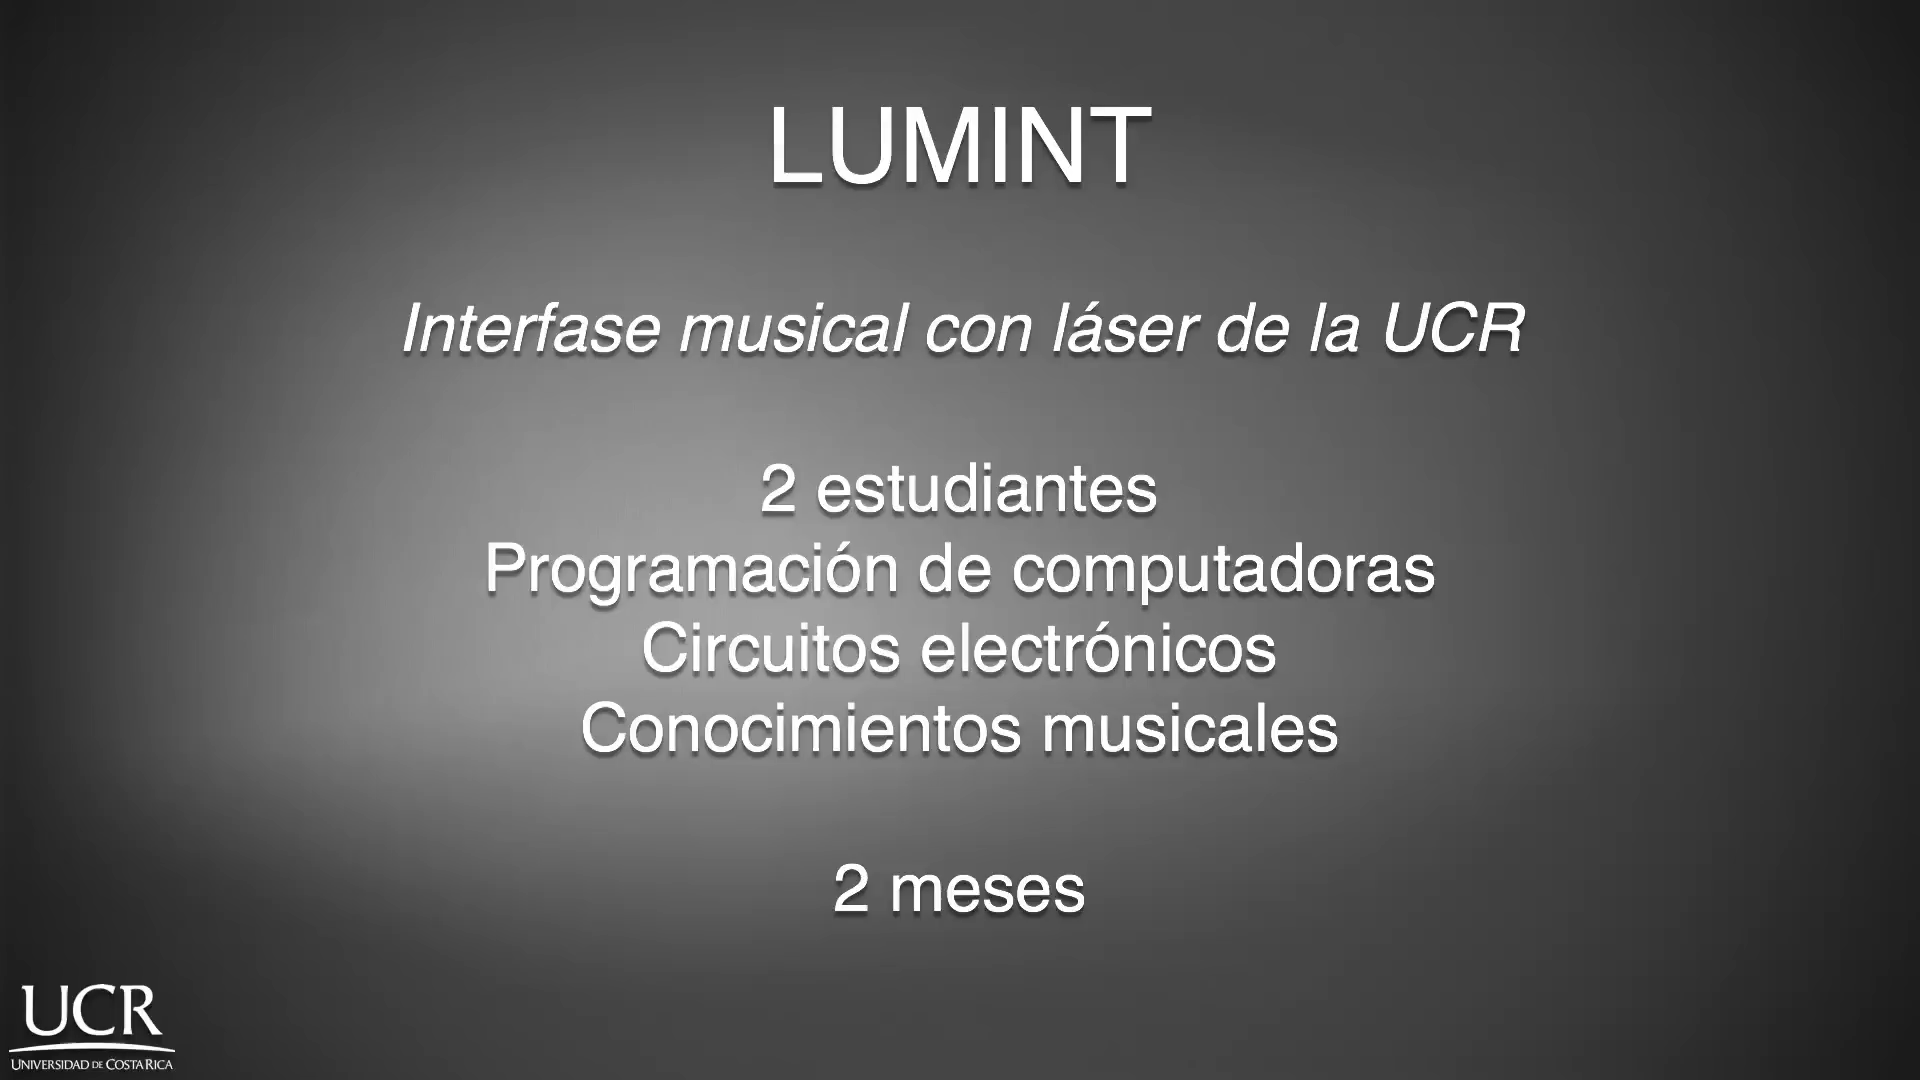 LUMINT
Interfase musical con láser de la UCR
2 estudiantes
Programación de computadoras
Circuitos electrónicos
Conocimientos musicales
2 meses
UCR
UNIVERSIDAD DE COSTA RICA